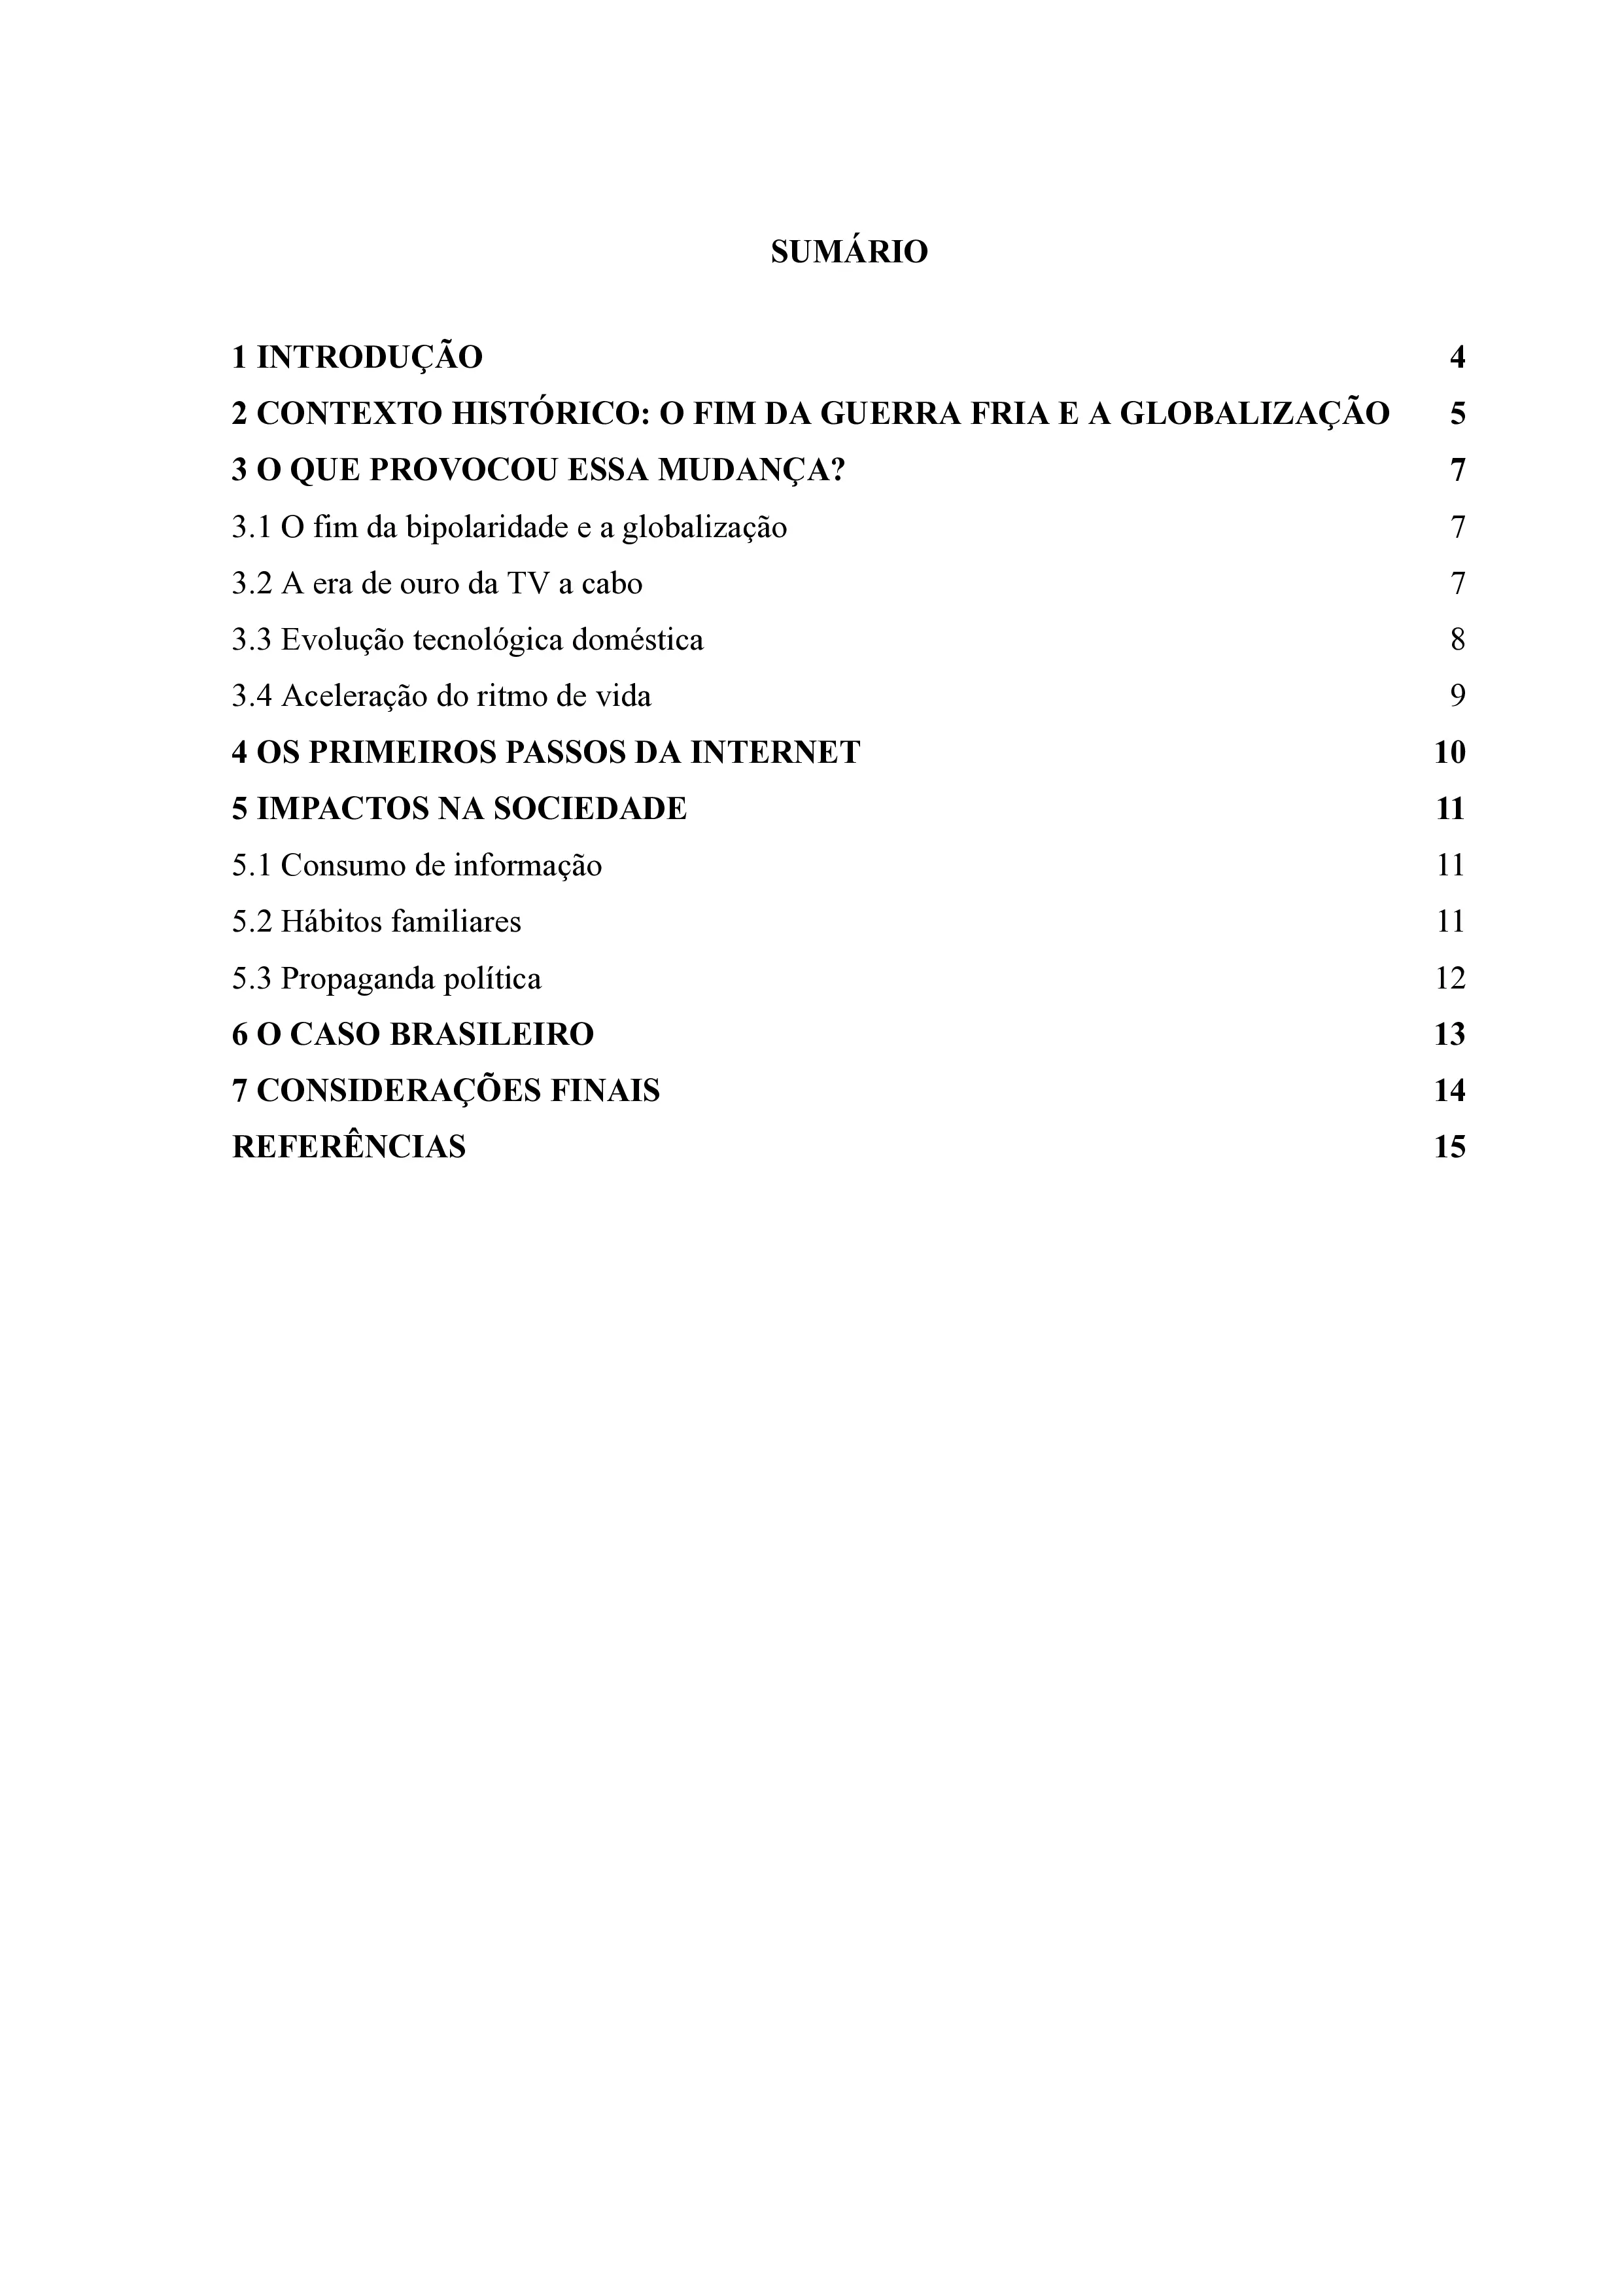 SUMÁRIO
1 INTRODUÇÃO 4
2 CONTEXTO HISTÓRICO: O FIM DA GUERRA FRIA E A GLOBALIZAÇÃO 5
3 O QUE PROVOCOU ESSA MUDANÇA? 7
3.1 O fim da bipolaridade e a globalização 7
3.2 A era de ouro da TV a cabo 7
3.3 Evolução tecnológica doméstica 8
3.4 Aceleração do ritmo de vida 9
4 OS PRIMEIROS PASSOS DA INTERNET 10
5 IMPACTOS NA SOCIEDADE 11
5.1 Consumo de informação 11
5.2 Hábitos familiares 11
5.3 Propaganda política 12
6 O CASO BRASILEIRO 13
7 CONSIDERAÇÕES FINAIS 14
REFERÊNCIAS 15